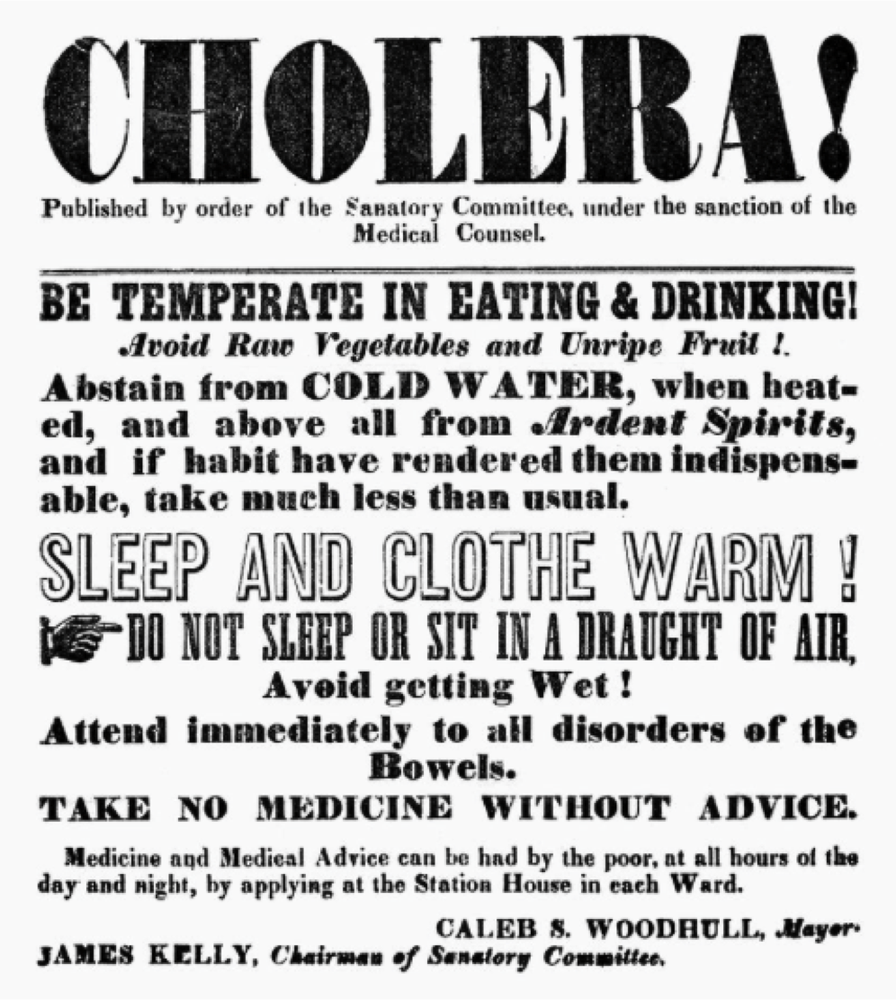 CHOLERA!
Published by order of the Sanatory Committee, under the sanction of the
Medical Counsel.
BE TEMPERATE IN EATING & DRINKING!
Avoid Raw Vegetables and Unripe Fruit !.
Abstain from COLD WATER, when heat-
ed, and above all from Ardent Spirits,
and if habit have rendered them indispens-
able, take much less than usual.
SLEEP AND CLOTHE WARM !
DO NOT SLEEP OR SIT IN A DRAUGHT OF AIR,
Avoid getting Wet !
Attend immediately to all disorders of the
Bowels.
TAKE NO MEDICINE WITHOUT ADVICE.
Medicine and Medical Advice can be had by the poor, at all hours of the
day and night, by applying at the Station House in each Ward.
CALEB S. WOODHULL, Mayor.
JAMES KELLY, Chairman of Sanatory Committee.